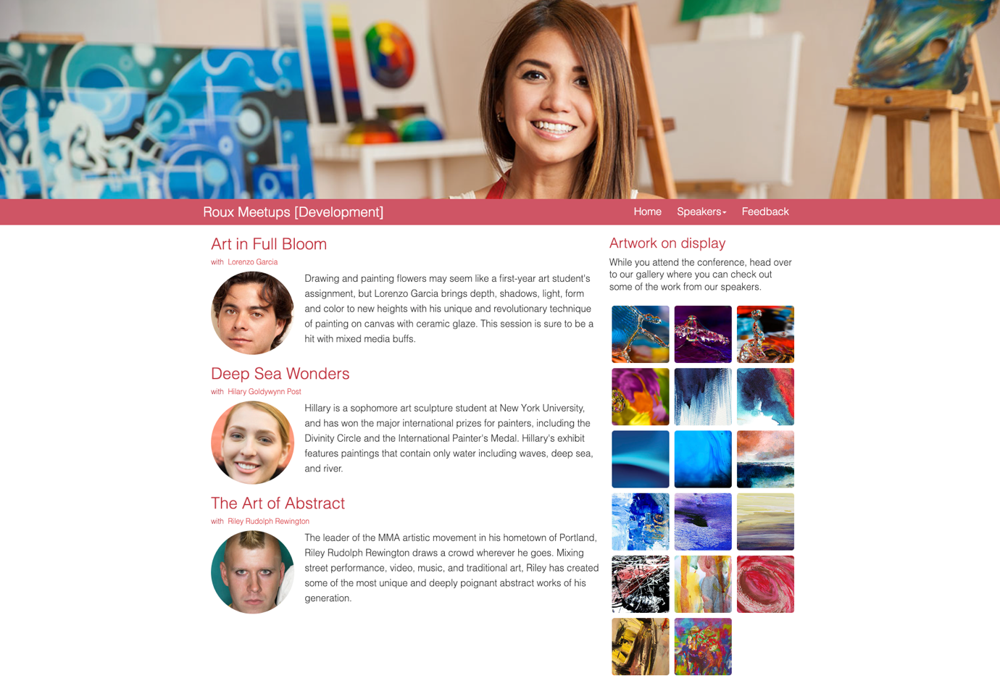 Roux Meetups [Development]
Home Speakers Feedback
Art in Full Bloom
with Lorenzo Garcia
Drawing and painting flowers may seem like a first-year art student's
assignment, but Lorenzo Garcia brings depth, shadows, light, form
and color to new heights with his unique and revolutionary technique
of painting on canvas with ceramic glaze. This session is sure to be a
hit with mixed media buffs.
Deep Sea Wonders
with Hilary Goldywynn Post
Hillary is a sophomore art sculpture student at New York University,
and has won the major international prizes for painters, including the
Divinity Circle and the International Painter's Medal. Hillary's exhibit
features paintings that contain only water including waves, deep sea,
and river.
The Art of Abstract
with Riley Rudolph Rewington
The leader of the MMA artistic movement in his hometown of Portland,
Riley Rudolph Rewington draws a crowd wherever he goes. Mixing
street performance, video, music, and traditional art, Riley has created
some of the most unique and deeply poignant abstract works of his
generation.
Artwork on display
While you attend the conference, head over
to our gallery where you can check out
some of the work from our speakers.